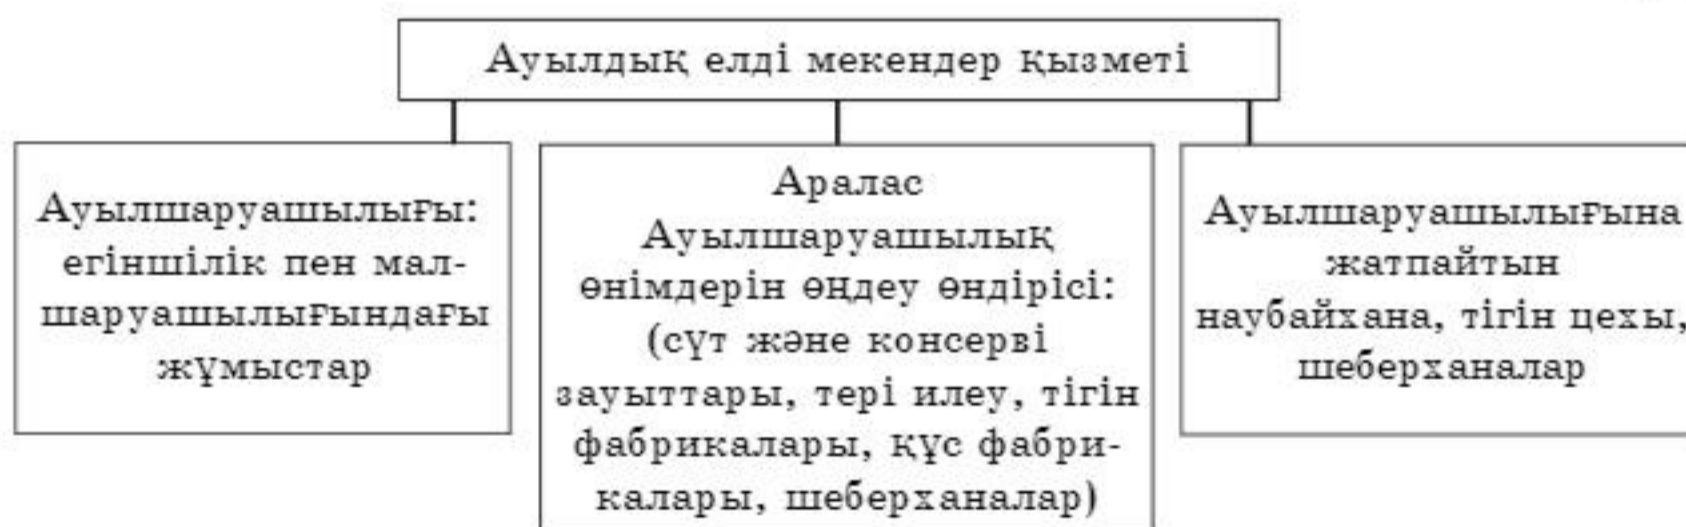 Ауылдық елді мекендер қызметі
Ауылшаруашылығы:
егіншілік пен мал-
шаруашылығындағы
жұмыстар
Аралас
Ауылшаруашылық
өнімдерін өңдеу өндірісі:
(сүт және консерві
зауыттары, тері илеу, тігін
фабрикалары, құс фабри-
калары, шеберханалар)
Ауылшаруашылығына
жатпайтын
наубайхана, тігін цехы,
шеберханалар